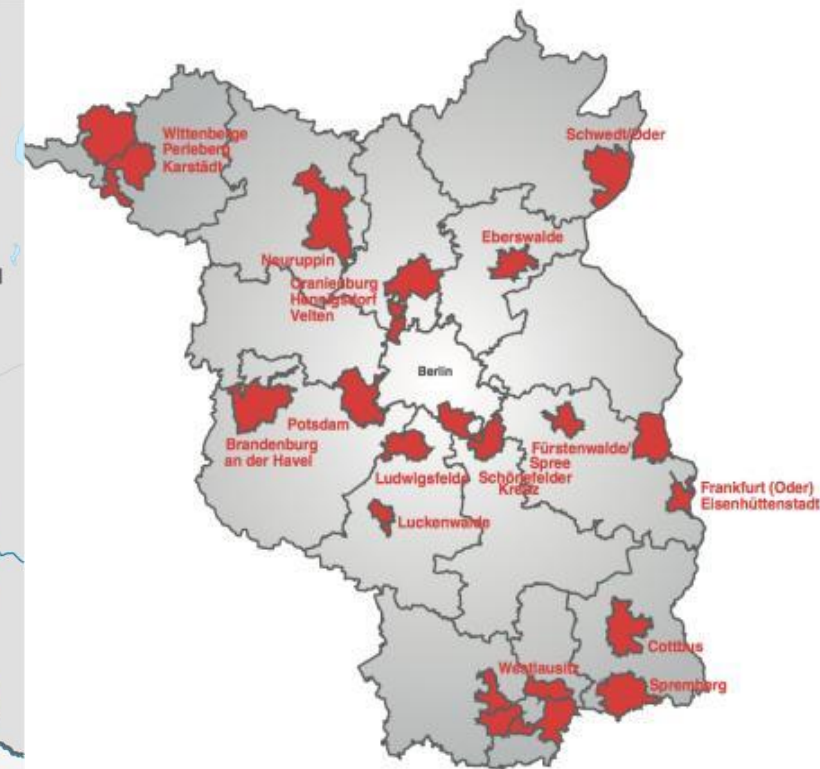 Wittenberge
Perleberg
Karstädt
Schwedt/Oder
Neuruppin
Eberswalde
Oranienburg
Hennigsdorf
Velten
Berlin
Potsdam
Brandenburg
an der Havel
Ludwigsfelde
Schönefelder
Kreuz
Fürstenwalde/
Spree
Frankfurt (Oder)
Eisenhüttenstadt
Luckenwalde
Cottbus
Westlausitz
Spremberg